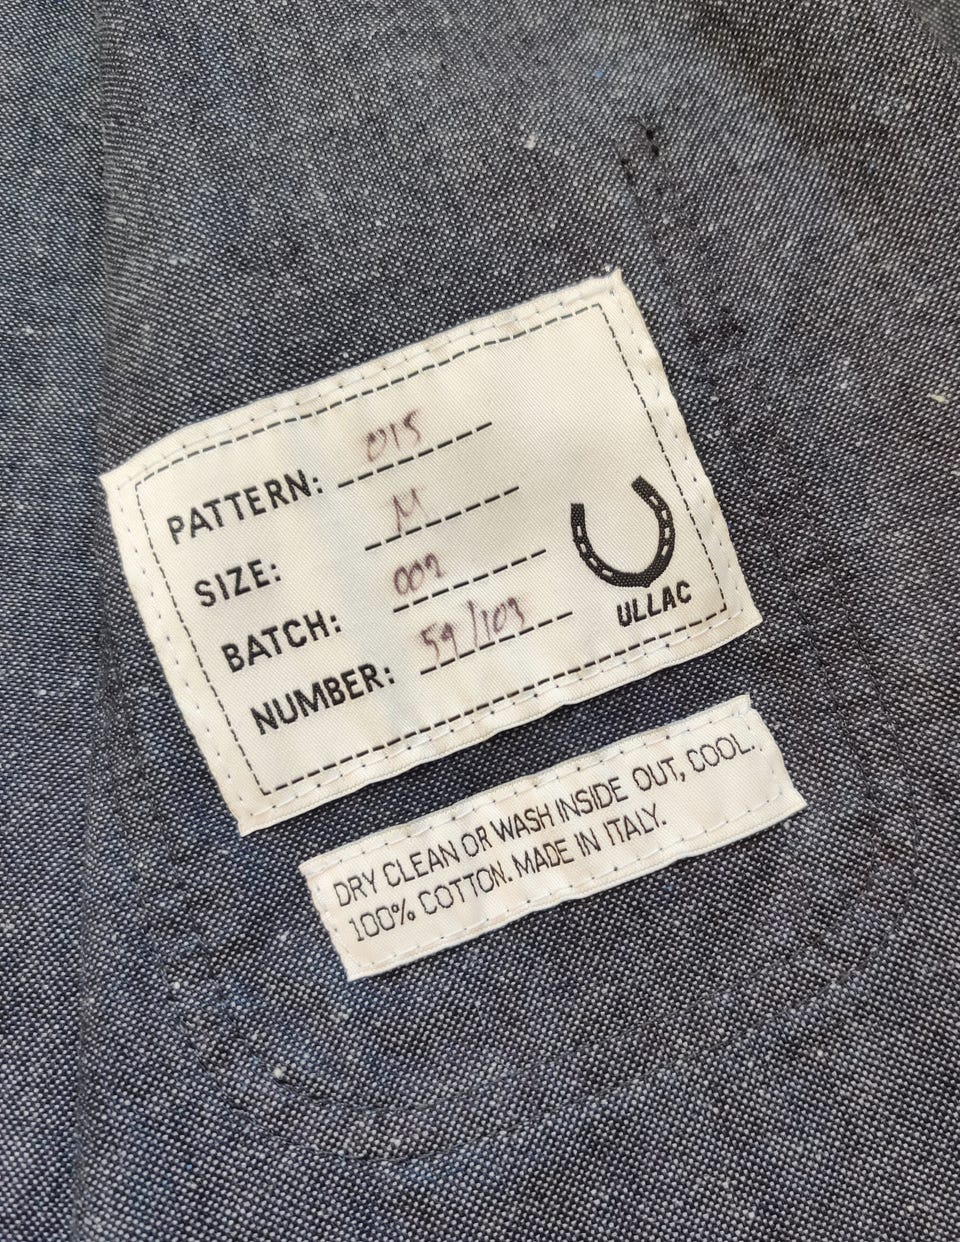 PATTERN: 015
SIZE: M
BATCH: 002
NUMBER: 59/103
ULLAC
DRY CLEAN OR WASH INSIDE OUT, COOL.
100% COTTON. MADE IN ITALY.